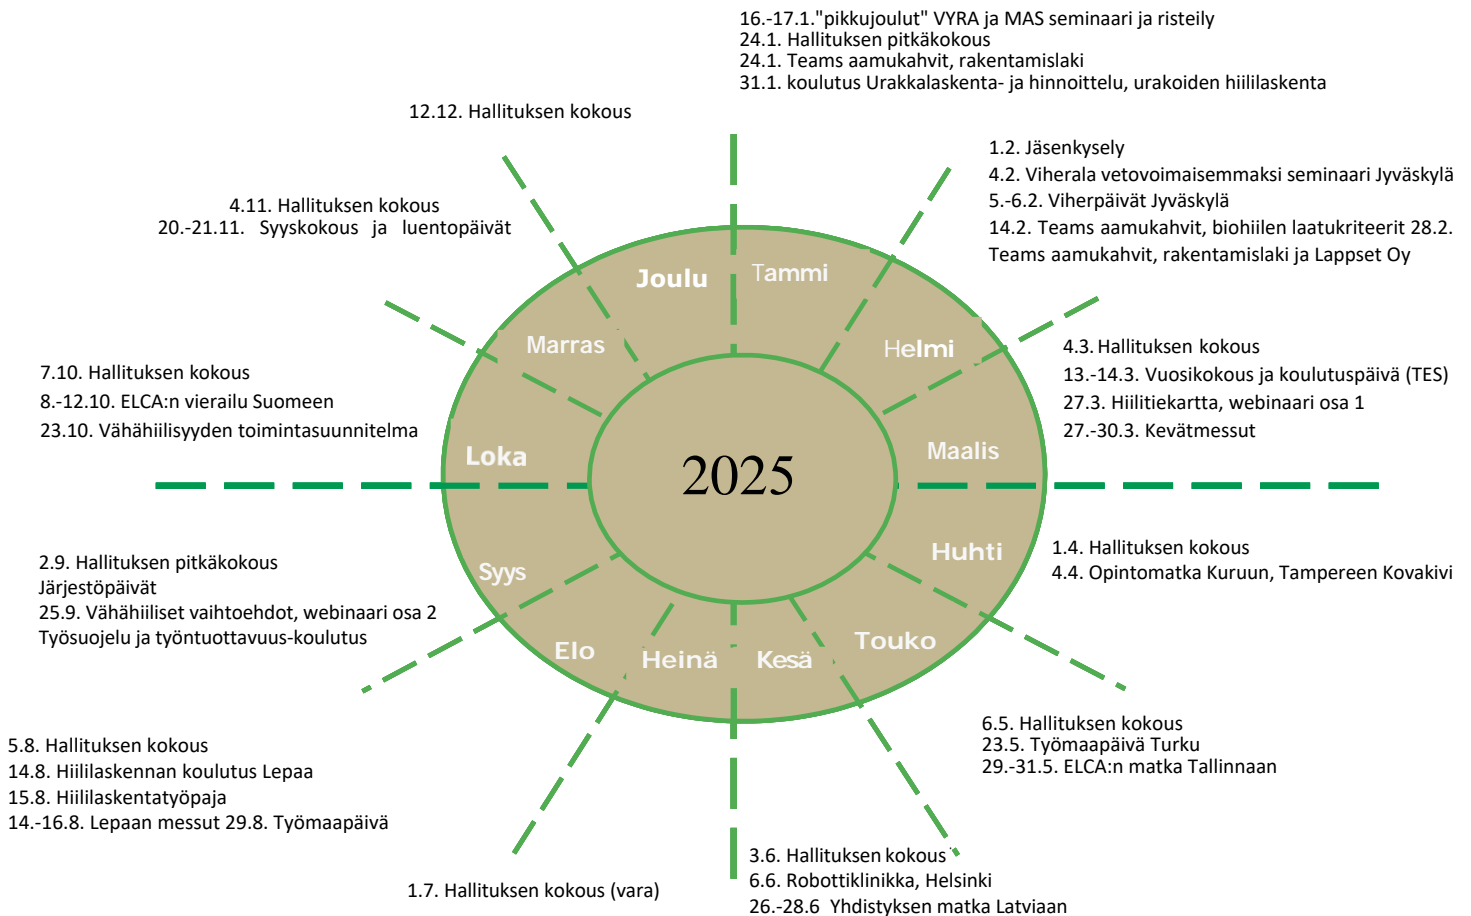 16.-17.1."pikkujoulut" VYRA ja MAS seminaari ja risteily
24.1. Hallituksen pitkäkokous
24.1. Teams aamukahvit, rakentamislaki
31.1. koulutus Urakkalaskenta- ja hinnoittelu, urakoiden hiililaskenta
1.2. Jäsenkysely
4.2. Viherala vetovoimaisemmaksi seminaari Jyväskylä
5.-6.2. Viherpäivät Jyväskylä
14.2. Teams aamukahvit, biohiilen laatukriteerit 28.2.
Teams aamukahvit, rakentamislaki ja Lappset Oy
4.3. Hallituksen kokous
13.-14.3. Vuosikokous ja koulutuspäivä (TES)
27.3. Hiilitiekartta, webinaari osa 1
27.-30.3. Kevätmessut
1.4. Hallituksen kokous
4.4. Opintomatka Kuruun, Tampereen Kovakivi
6.5. Hallituksen kokous
23.5. Työmaapäivä Turku
29.-31.5. ELCA:n matka Tallinnaan
3.6. Hallituksen kokous
6.6. Robottiklinikka, Helsinki
26.-28.6 Yhdistyksen matka Latviaan
1.7. Hallituksen kokous (vara)
5.8. Hallituksen kokous
14.8. Hiililaskennan koulutus Lepaa
15.8. Hiililaskentatyöpaja
14.-16.8. Lepaan messut 29.8. Työmaapäivä
2.9. Hallituksen pitkäkokous
Järjestöpäivät
25.9. Vähähiiliset vaihtoehdot, webinaari osa 2
Työsuojelu ja työntuottavuus-koulutus
7.10. Hallituksen kokous
8.-12.10. ELCA:n vierailu Suomeen
23.10. Vähähiilisyyden toimintasuunnitelma
4.11. Hallituksen kokous
20.-21.11. Syyskokous ja luentopäivät
12.12. Hallituksen kokous
Tammi
Helmi
Maalis
Huhti
Touko
Kesä
Heinä
Elo
Syys
Loka
Marras
Joulu
2025